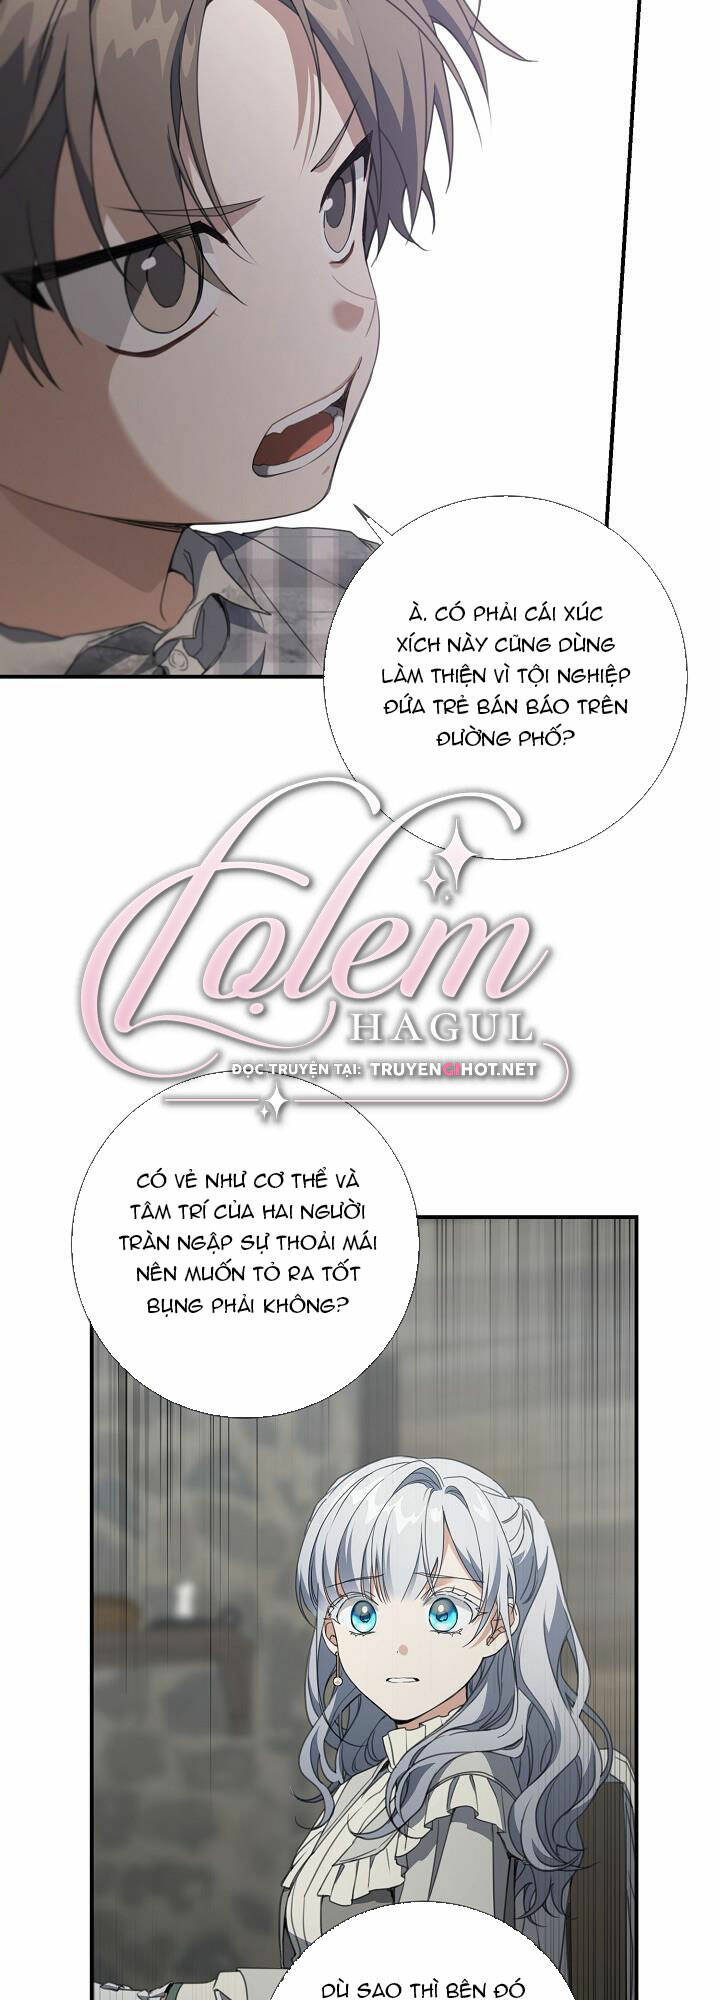 À. CÓ PHẢI CÁI XÚC
XÍCH NÀY CŨNG DÙNG
LÀM THIỆN VÌ TỘI NGHIỆP
ĐỨA TRẺ BÁN BÁO TRÊN
ĐƯỜNG PHỐ?
Lọlem
HAGUL
ĐỌC TRUYỆN TẠI: TRUYENGIHOT.NET
CÓ VẺ NHƯ CƠ THỂ VÀ
TÂM TRÍ CỦA HAI NGƯỜI
TRÀN NGẬP SỰ THOẢI MÁI
NÊN MUỐN TỎ RA TỐT
BỤNG PHẢI KHÔNG?
DÙ SAO THÌ BÊN ĐÓ